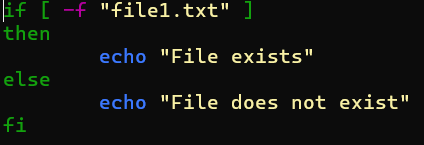 if [ -f "file1.txt" ]
then
        echo "File exists"
else
        echo "File does not exist"
fi